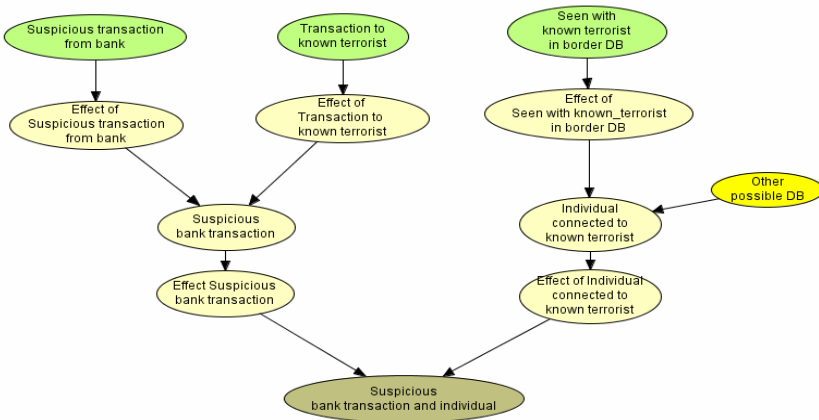 Suspicious transaction
from bank
Transaction to
known terrorist
Seen with
known terrorist
in border DB
Effect of
Suspicious transaction
from bank
Effect of
Transaction to
known terrorist
Effect of
Seen with known_terrorist
in border DB
Other
possible DB
Suspicious
bank transaction
Individual
connected to
known terrorist
Effect Suspicious
bank transaction
Effect of Individual
connected to
known terrorist
Suspicious
bank transaction and individual